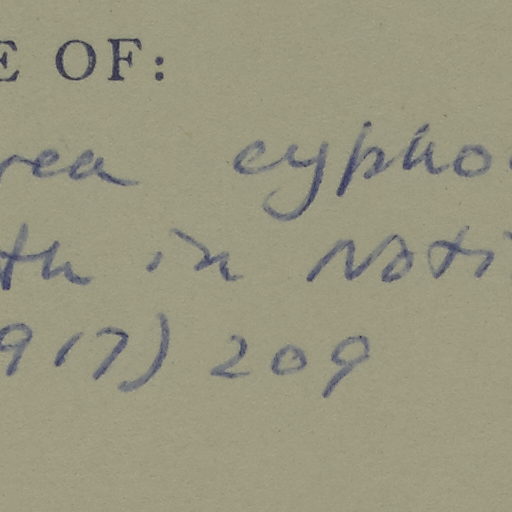 E OF:
rea cypho
th in Noti
917) 209